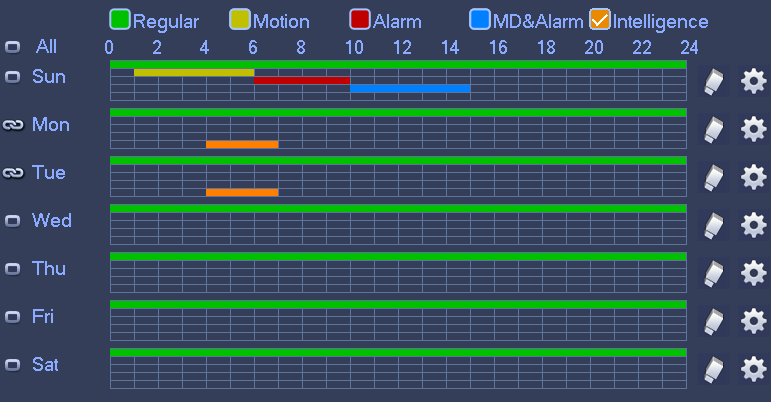 Regular Motion Alarm MD&Alarm Intelligence
All 0 2 4 6 8 10 12 14 16 18 20 22 24
Sun
Mon
Tue
Wed
Thu
Fri
Sat